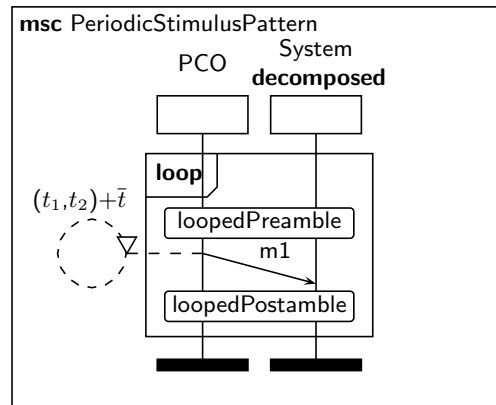 msc PeriodicStimulusPattern
PCO
System
decomposed
loop
(t₁,t₂)+t̄
loopedPreamble
m1
loopedPostamble